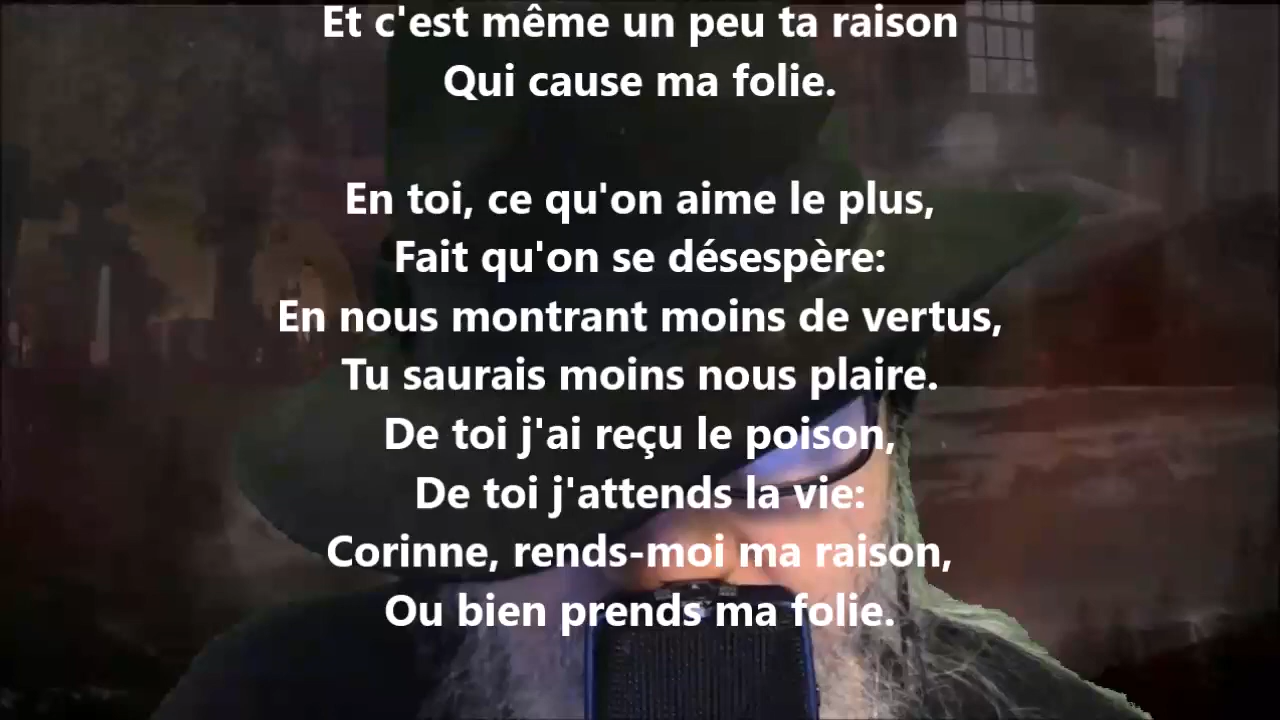 Et c'est même un peu ta raison
Qui cause ma folie.
En toi, ce qu'on aime le plus,
Fait qu'on se désespère:
En nous montrant moins de vertus,
Tu saurais moins nous plaire.
De toi j'ai reçu le poison,
De toi j'attends la vie:
Corinne, rends-moi ma raison,
Ou bien prends ma folie.